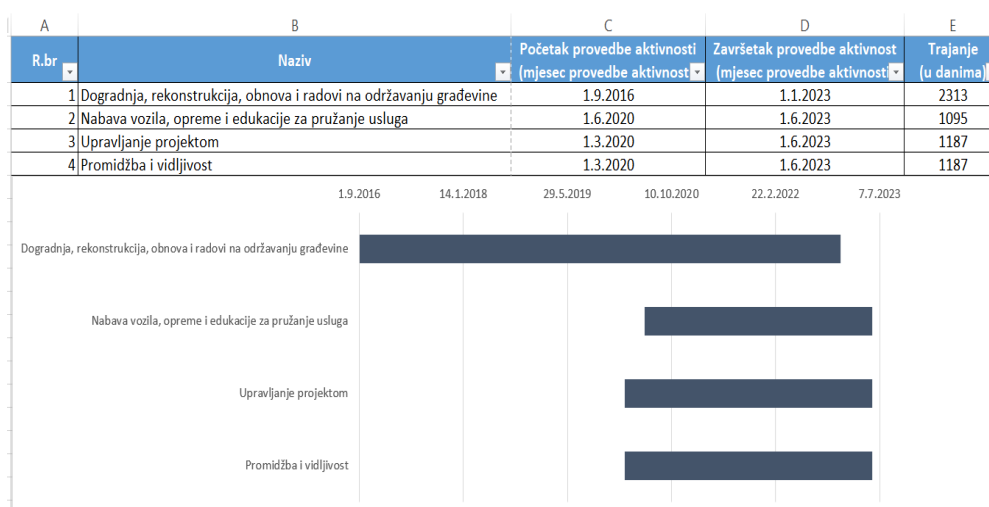 A B C D E
R.br Naziv Početak provedbe aktivnosti (mjesec provedbe aktivnost Završetak provedbe aktivnost (mjesec provedbe aktivnosti Trajanje (u danima)
1 Dogradnja, rekonstrukcija, obnova i radovi na održavanju građevine 1.9.2016 1.1.2023 2313
2 Nabava vozila, opreme i edukacije za pružanje usluga 1.6.2020 1.6.2023 1095
3 Upravljanje projektom 1.3.2020 1.6.2023 1187
4 Promidžba i vidljivost 1.3.2020 1.6.2023 1187
1.9.2016 14.1.2018 29.5.2019 10.10.2020 22.2.2022 7.7.2023
Dogradnja, rekonstrukcija, obnova i radovi na održavanju građevine
Nabava vozila, opreme i edukacije za pružanje usluga
Upravljanje projektom
Promidžba i vidljivost